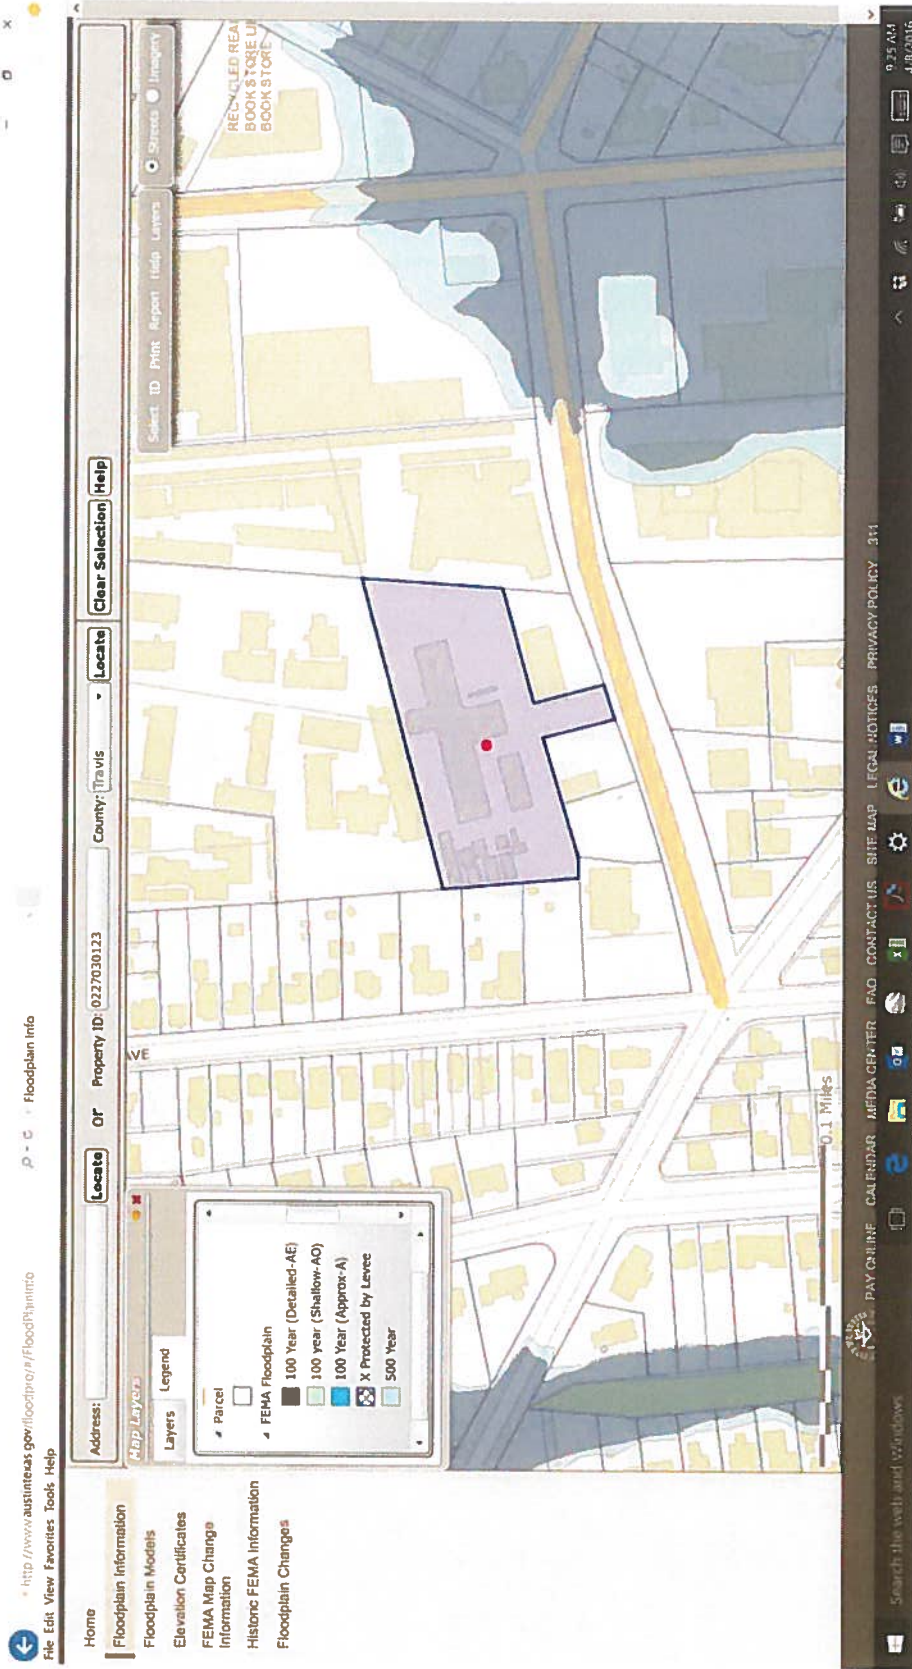 http://www.austintexas.gov/floodpro/#/FloodPlainInfo
Floodplain Info
File Edit View Favorites Tools Help
Home
Floodplain Information
Floodplain Models
Elevation Certificates
FEMA Map Change
Information
Historic FEMA Information
Floodplain Changes
Address: Locate or Property ID: 0227030123 County: Travis Locate Clear Selection Help
Select ID Print Report Help Layers Streets Imagery
Map Layers
Layers Legend
Parcel
FEMA Floodplain
100 Year (Detailed-AE)
100 year (Shallow-AO)
100 Year (Approx-A)
X Protected by Levee
500 Year
AVE
RECYCLED REA
BOOK STORE LI
BOOK STORE
0.1 Miles
PAY ONLINE CALENDAR MEDIA CENTER FAQ CONTACT US SITE MAP LEGAL NOTICES PRIVACY POLICY 311
Search the web and Windows
9:25 AM
4/8/2016